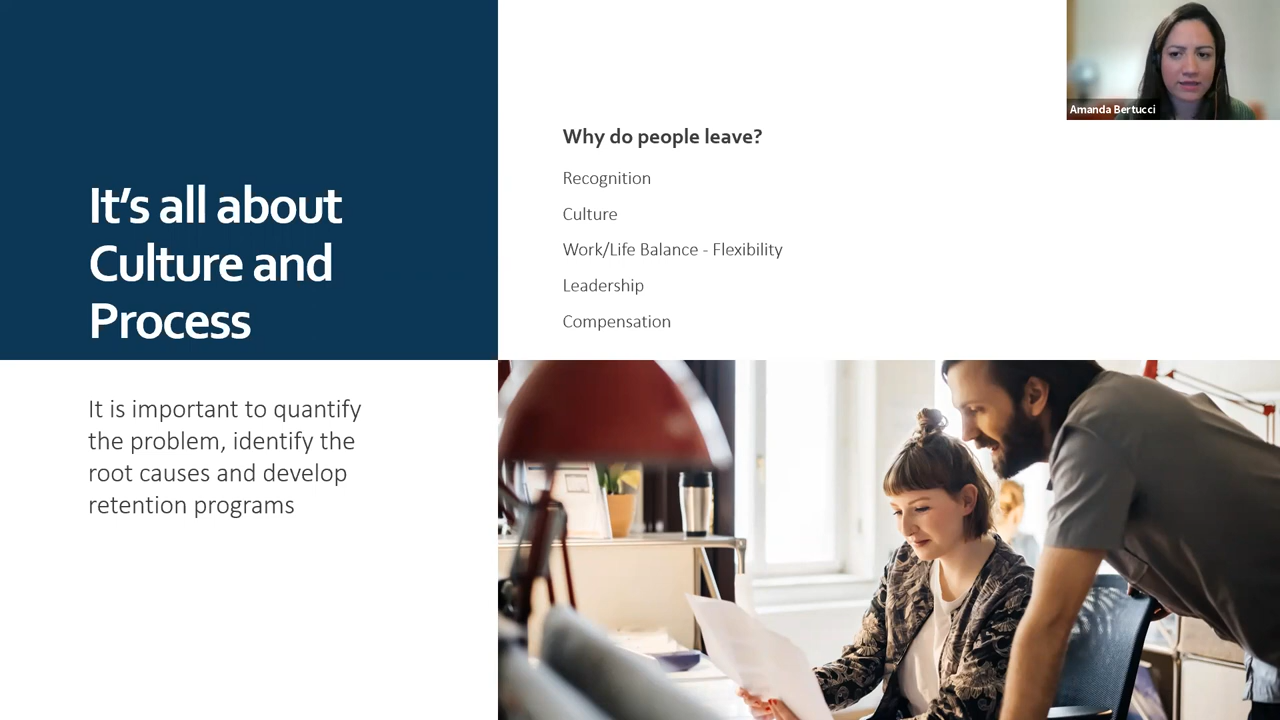 It's all about
Culture and
Process
It is important to quantify
the problem, identify the
root causes and develop
retention programs
Why do people leave?
Recognition
Culture
Work/Life Balance - Flexibility
Leadership
Compensation
Amanda Bertucci